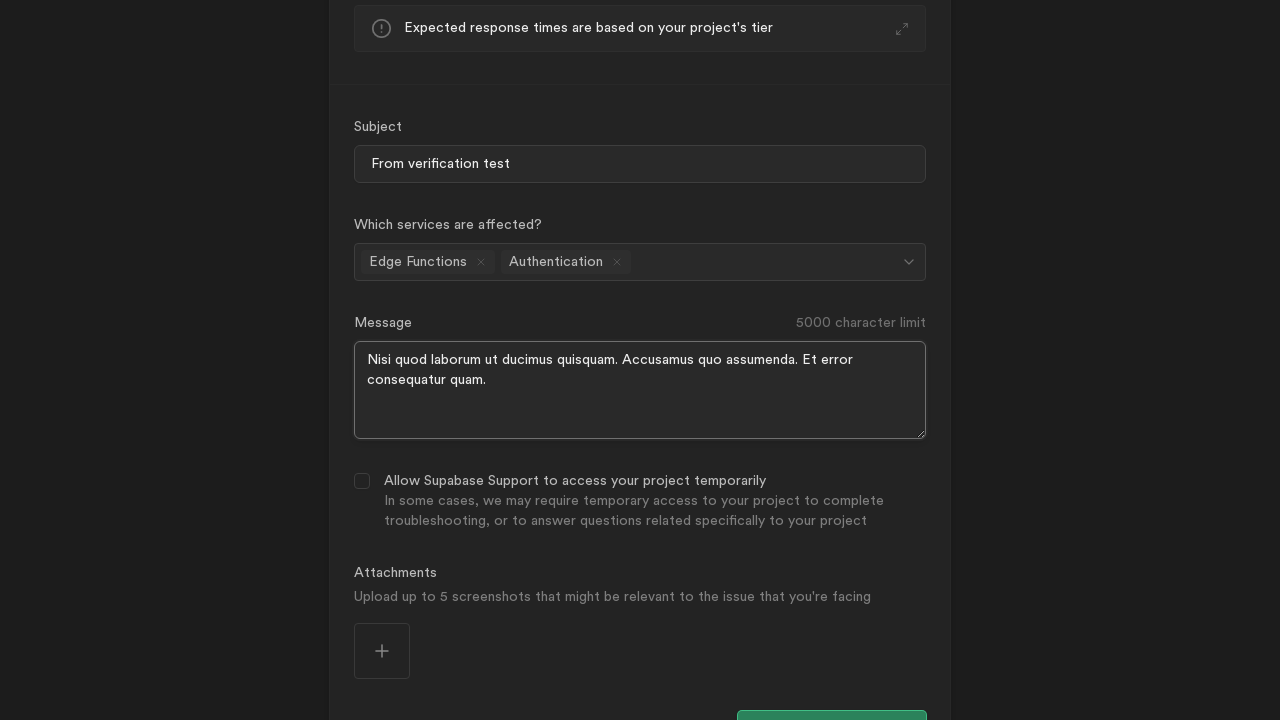 Expected response times are based on your project's tier
Subject
From verification test
Which services are affected?
Edge Functions
Authentication
Message
5000 character limit
Nisi quod laborum ut ducimus quisquam. Accusamus quo assumenda. Et error
consequatur quam.
Allow Supabase Support to access your project temporarily
In some cases, we may require temporary access to your project to complete
troubleshooting, or to answer questions related specifically to your project
Attachments
Upload up to 5 screenshots that might be relevant to the issue that you're facing